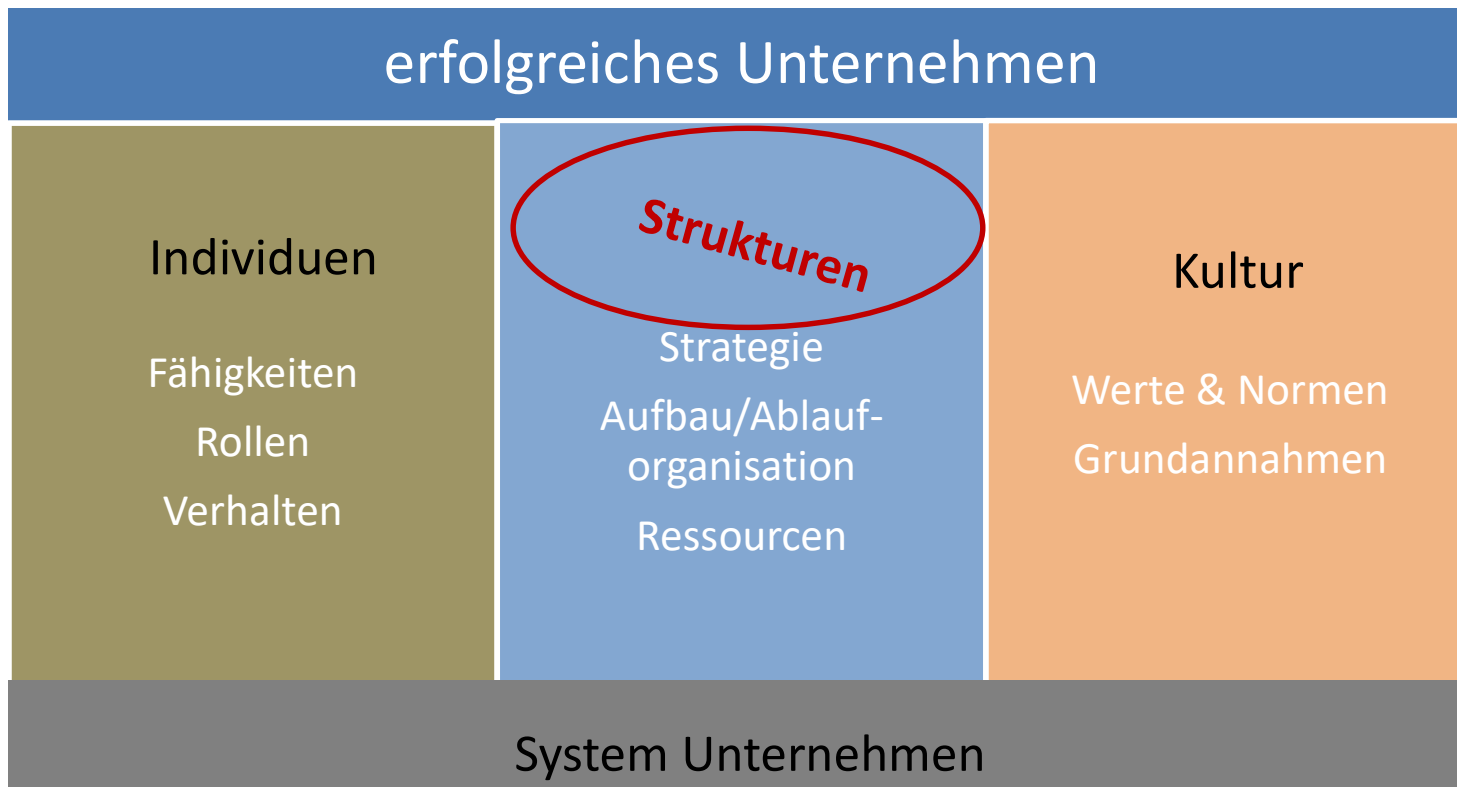 erfolgreiches Unternehmen
Individuen
Fähigkeiten
Rollen
Verhalten
Strukturen
Strategie
Aufbau/Ablauf-
organisation
Ressourcen
Kultur
Werte & Normen
Grundannahmen
System Unternehmen